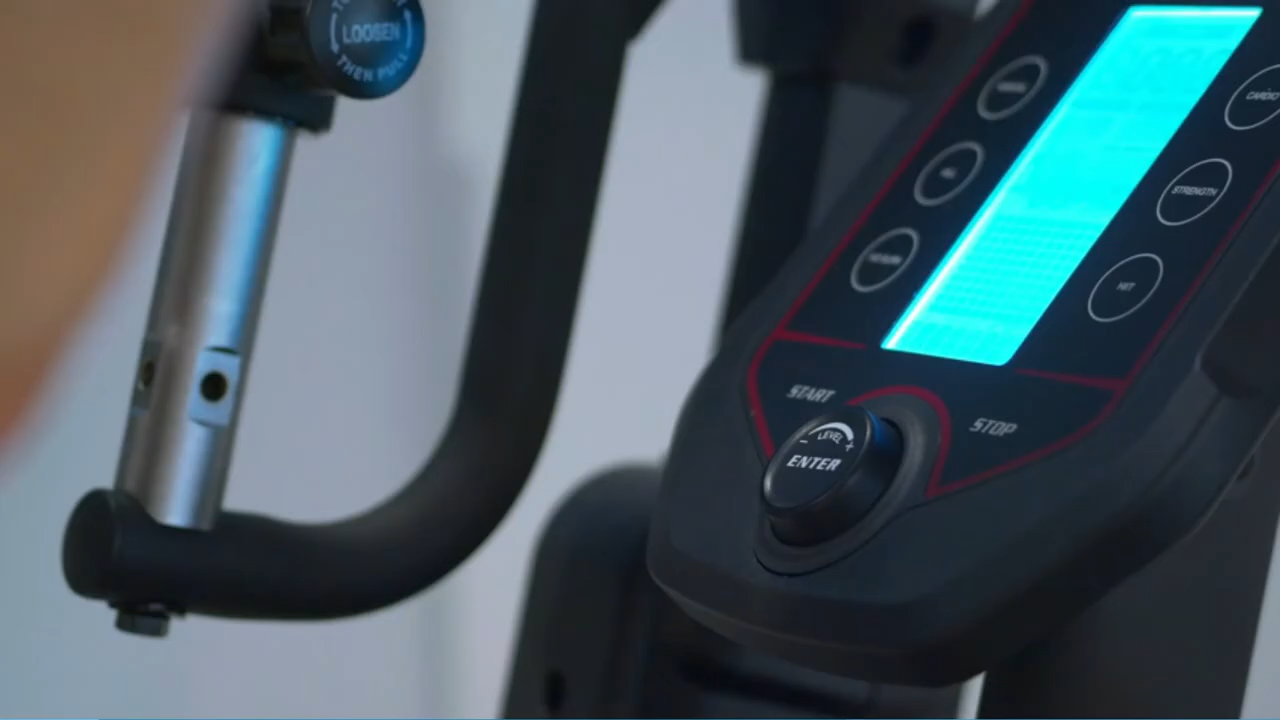 LOOSEN
THEN PULL
CARDIO
STRENGTH
HIIT
START
STOP
- LEVEL +
ENTER